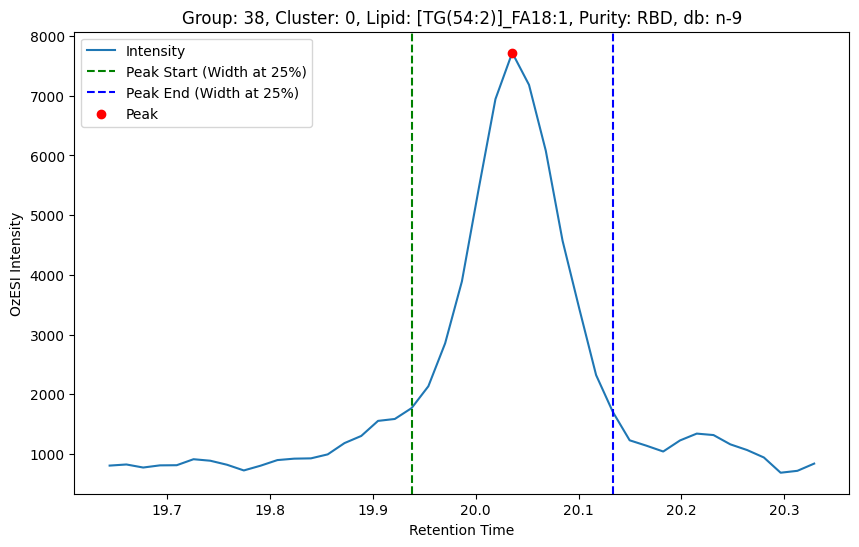 Group: 38, Cluster: 0, Lipid: [TG(54:2)]_FA18:1, Purity: RBD, db: n-9
Intensity
Peak Start (Width at 25%)
Peak End (Width at 25%)
Peak
OzESI Intensity
8000
7000
6000
5000
4000
3000
2000
1000
19.7 19.8 19.9 20.0 20.1 20.2 20.3
Retention Time